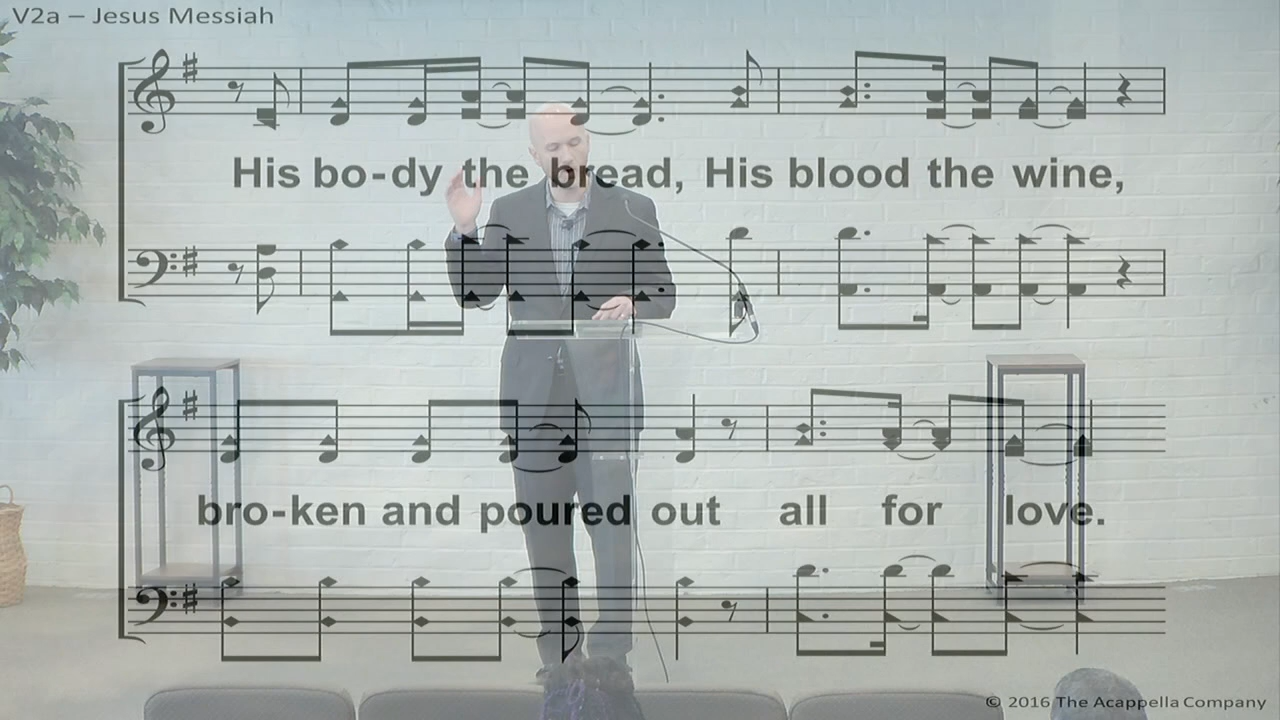 V2a – Jesus Messiah
His bo-dy the bread, His blood the wine,
bro-ken and poured out all for love.
© 2016 The Acappella Company